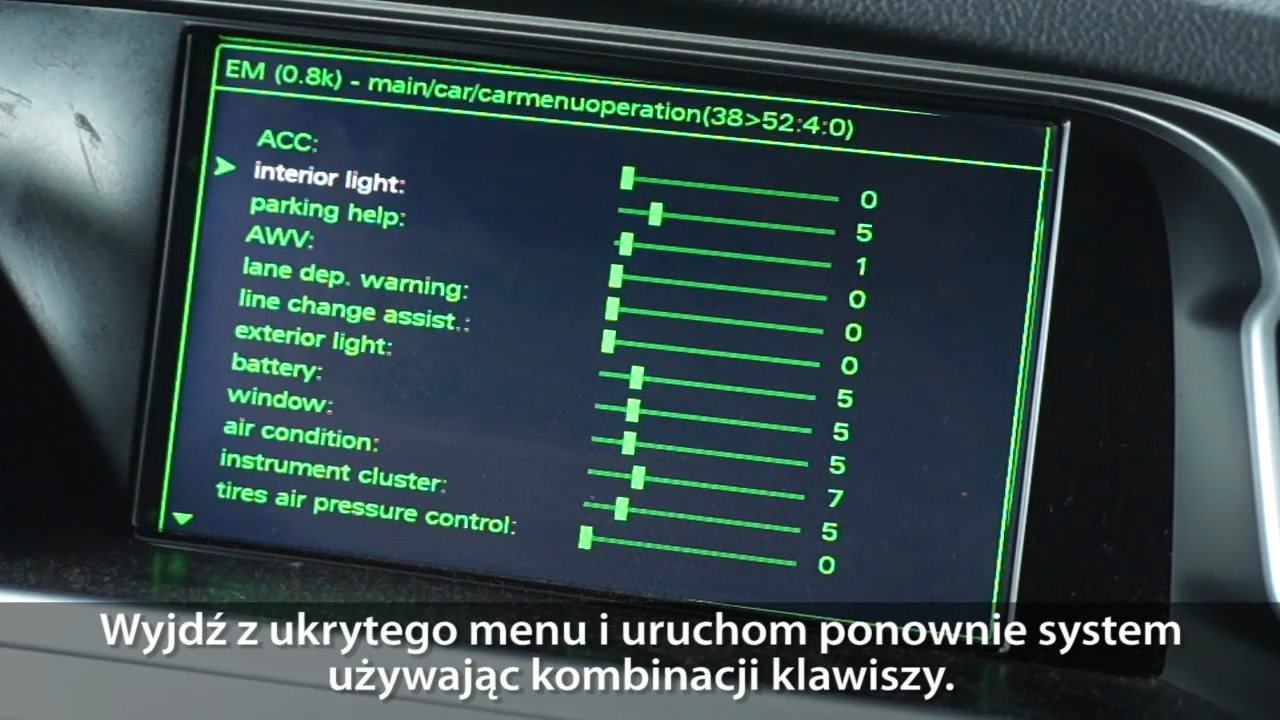 EM (0.8k) - main/car/carmenuoperation(38>52:4:0)
ACC: 0
interior light: 5
parking help: 1
AWV: 0
lane dep. warning: 0
line change assist.: 0
exterior light: 5
battery: 5
window: 5
air condition: 7
instrument cluster: 5
tires air pressure control: 0
Wyjdź z ukrytego menu i uruchom ponownie system
używając kombinacji klawiszy.